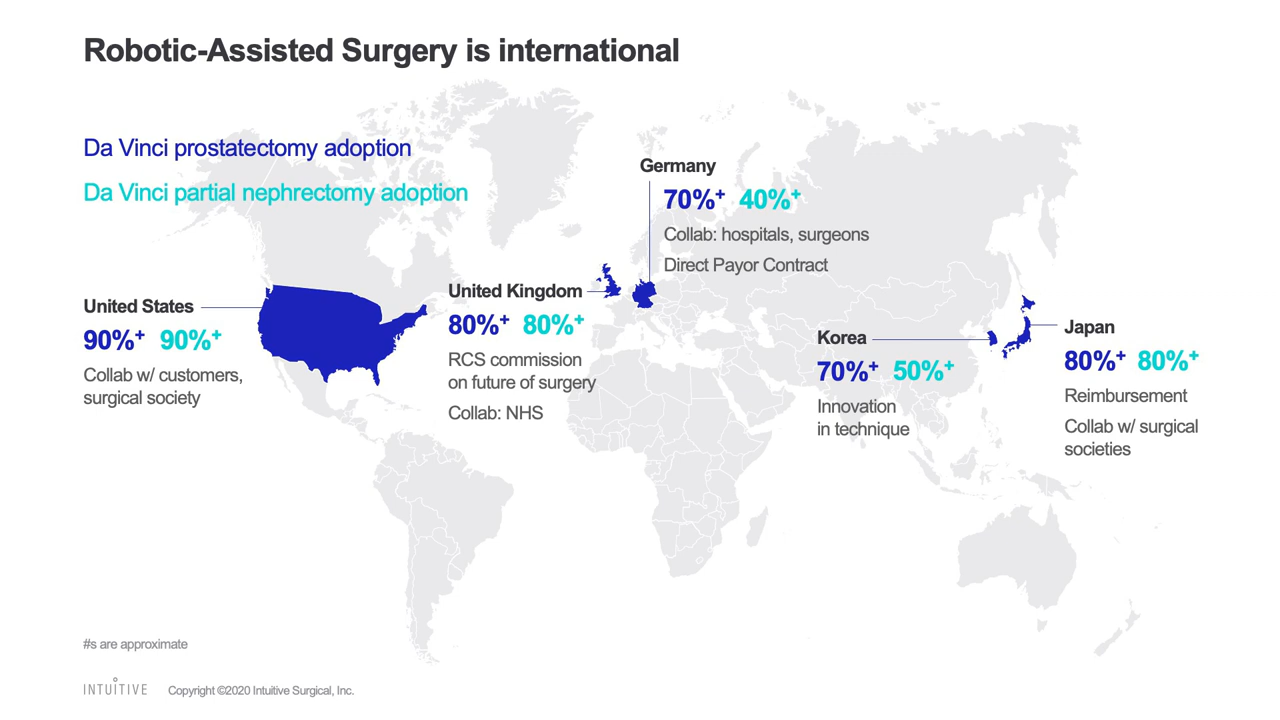 Robotic-Assisted Surgery is international
Da Vinci prostatectomy adoption
Da Vinci partial nephrectomy adoption
United States
90%+ 90%+
Collab w/ customers,
surgical society
United Kingdom
80%+ 80%+
RCS commission
on future of surgery
Collab: NHS
Germany
70%+ 40%+
Collab: hospitals, surgeons
Direct Payor Contract
Korea
70%+ 50%+
Innovation
in technique
Japan
80%+ 80%+
Reimbursement
Collab w/ surgical
societies
#s are approximate
INTUITIVE Copyright ©2020 Intuitive Surgical, Inc.